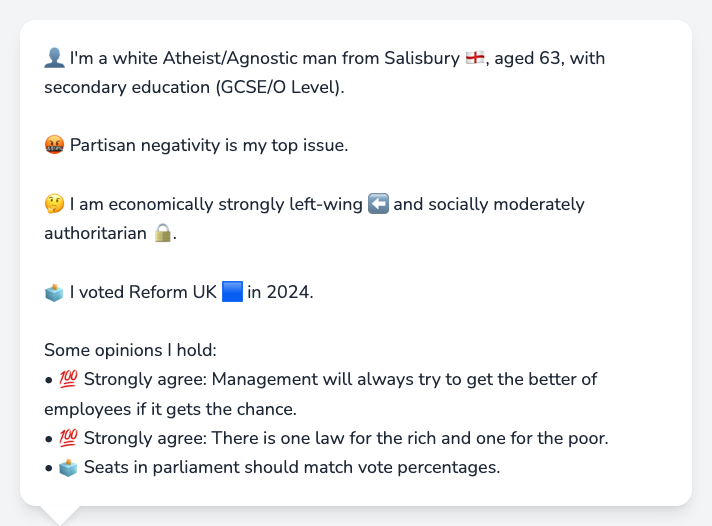 👤 I'm a white Atheist/Agnostic man from Salisbury 🏴󠁧󠁢󠁥󠁮󠁧󠁿, aged 63, with
secondary education (GCSE/O Level).
🤬 Partisan negativity is my top issue.
🤔 I am economically strongly left-wing ⬅️ and socially moderately
authoritarian 🔒.
🗳️ I voted Reform UK 🟦 in 2024.
Some opinions I hold:
• 💯 Strongly agree: Management will always try to get the better of
employees if it gets the chance.
• 💯 Strongly agree: There is one law for the rich and one for the poor.
• 🗳️ Seats in parliament should match vote percentages.